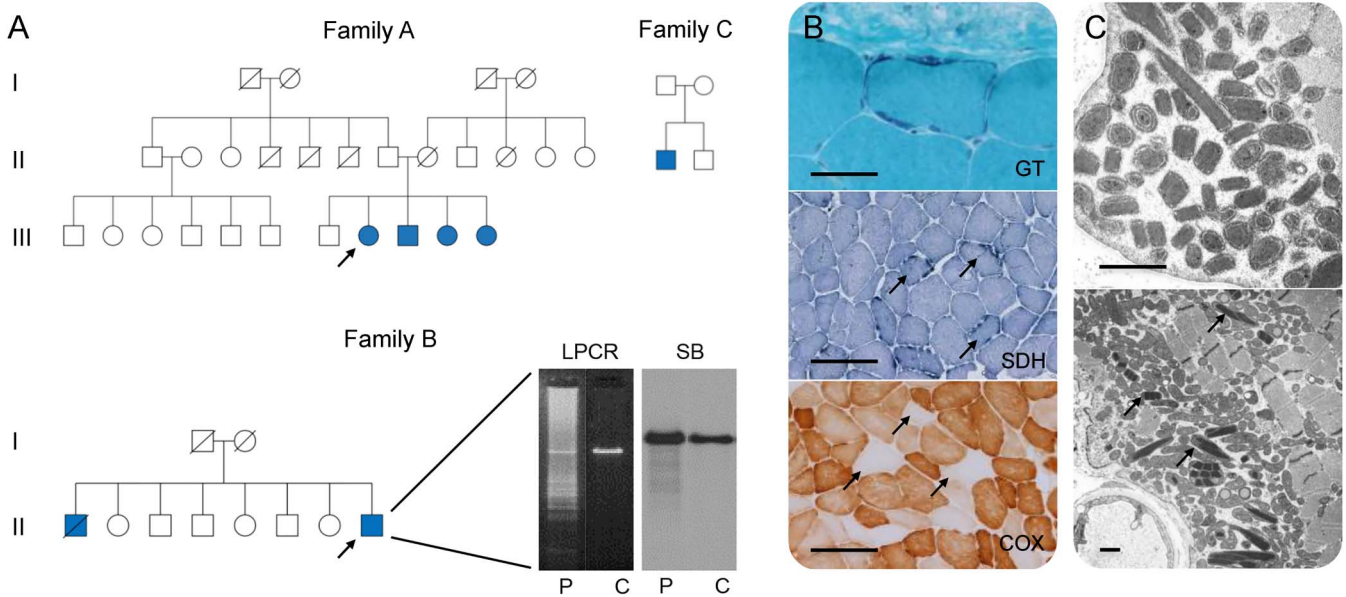 A
Family A
Family C
I
II
III
Family B
LPCR
SB
I
II
P
C
P
C
B
GT
SDH
COX
C